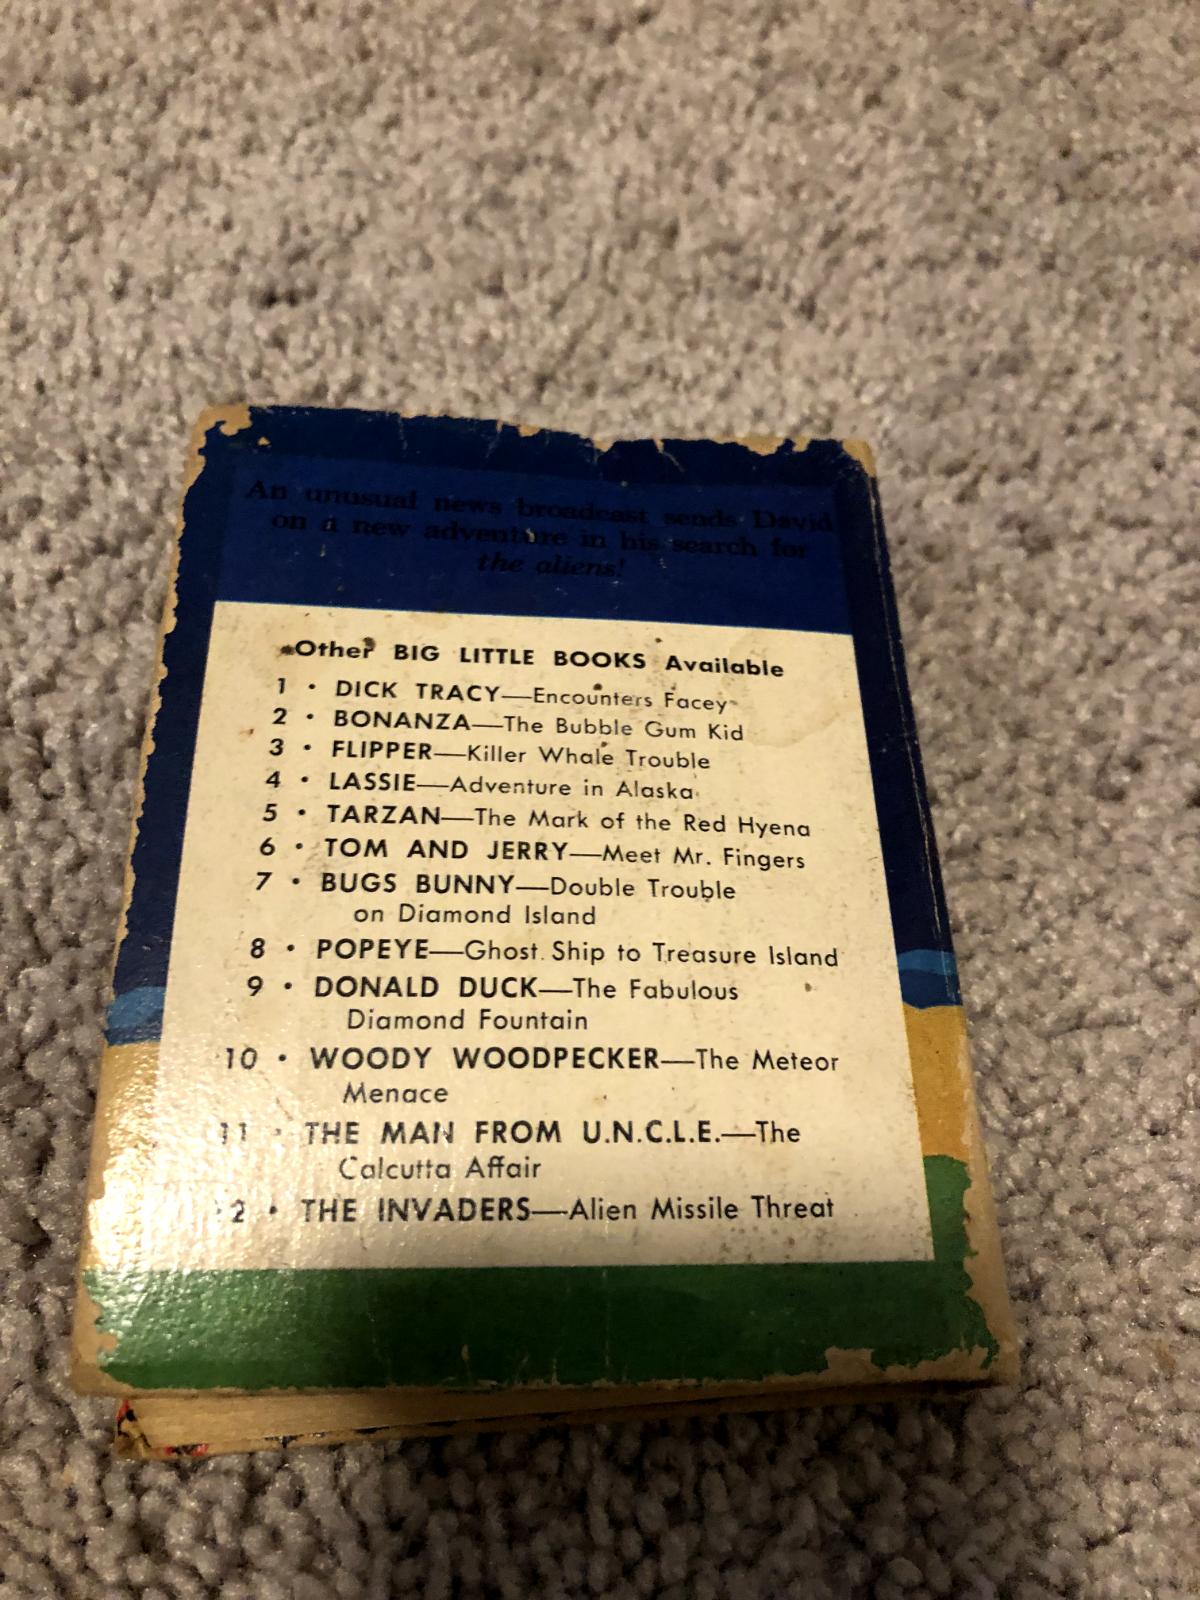 An unusual news broadcast sends David
on a new adventure in his search for
the aliens!
Other BIG LITTLE BOOKS Available
1 • DICK TRACY—Encounters Facey
2 • BONANZA—The Bubble Gum Kid
3 • FLIPPER—Killer Whale Trouble
4 • LASSIE—Adventure in Alaska
5 • TARZAN—The Mark of the Red Hyena
6 • TOM AND JERRY—Meet Mr. Fingers
7 • BUGS BUNNY—Double Trouble
on Diamond Island
8 • POPEYE—Ghost Ship to Treasure Island
9 • DONALD DUCK—The Fabulous
Diamond Fountain
10 • WOODY WOODPECKER—The Meteor
Menace
11 • THE MAN FROM U.N.C.L.E.—The
Calcutta Affair
12 • THE INVADERS—Alien Missile Threat